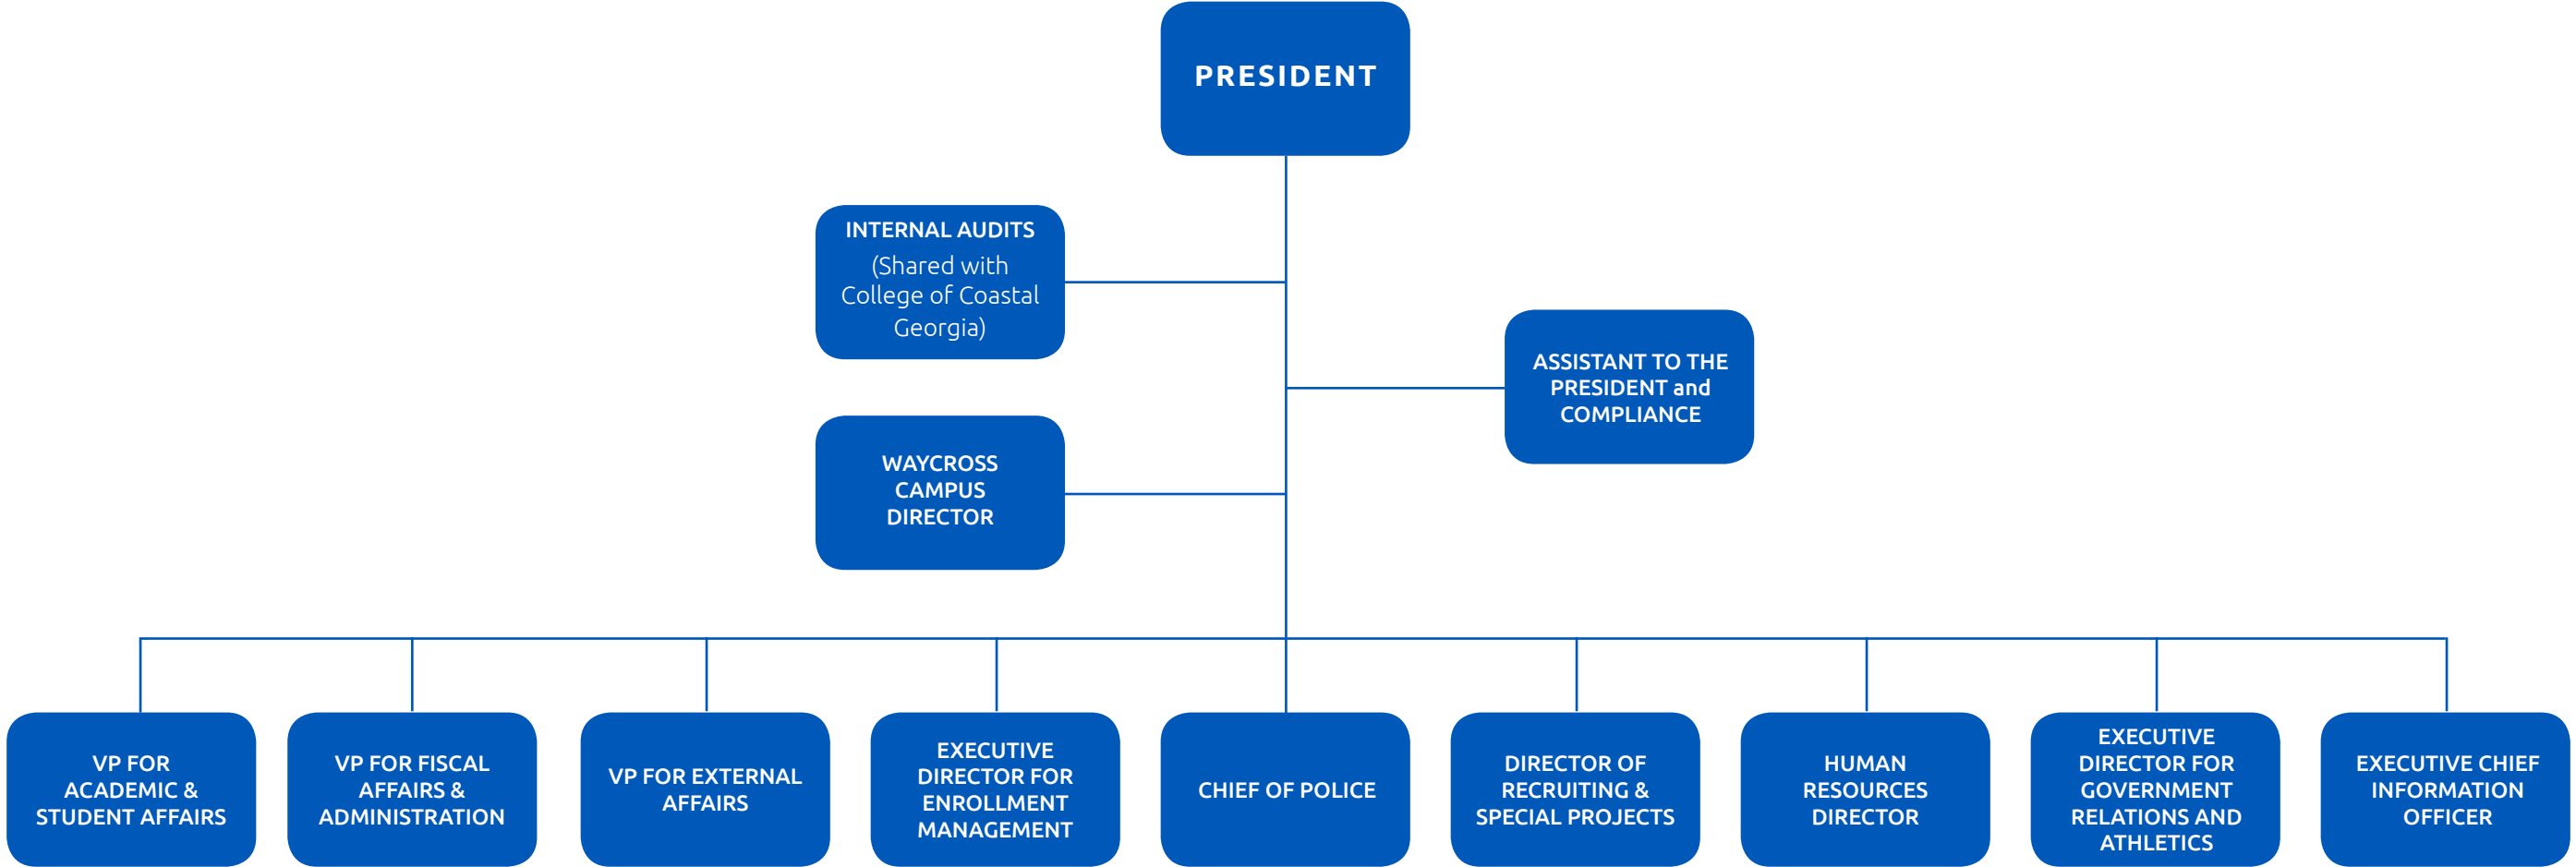 PRESIDENT
INTERNAL AUDITS
(Shared with
College of Coastal
Georgia)
ASSISTANT TO THE
PRESIDENT and
COMPLIANCE
WAYCROSS
CAMPUS
DIRECTOR
VP FOR
ACADEMIC &
STUDENT AFFAIRS
VP FOR FISCAL
AFFAIRS &
ADMINISTRATION
VP FOR EXTERNAL
AFFAIRS
EXECUTIVE
DIRECTOR FOR
ENROLLMENT
MANAGEMENT
CHIEF OF POLICE
DIRECTOR OF
RECRUITING &
SPECIAL PROJECTS
HUMAN
RESOURCES
DIRECTOR
EXECUTIVE
DIRECTOR FOR
GOVERNMENT
RELATIONS AND
ATHLETICS
EXECUTIVE CHIEF
INFORMATION
OFFICER